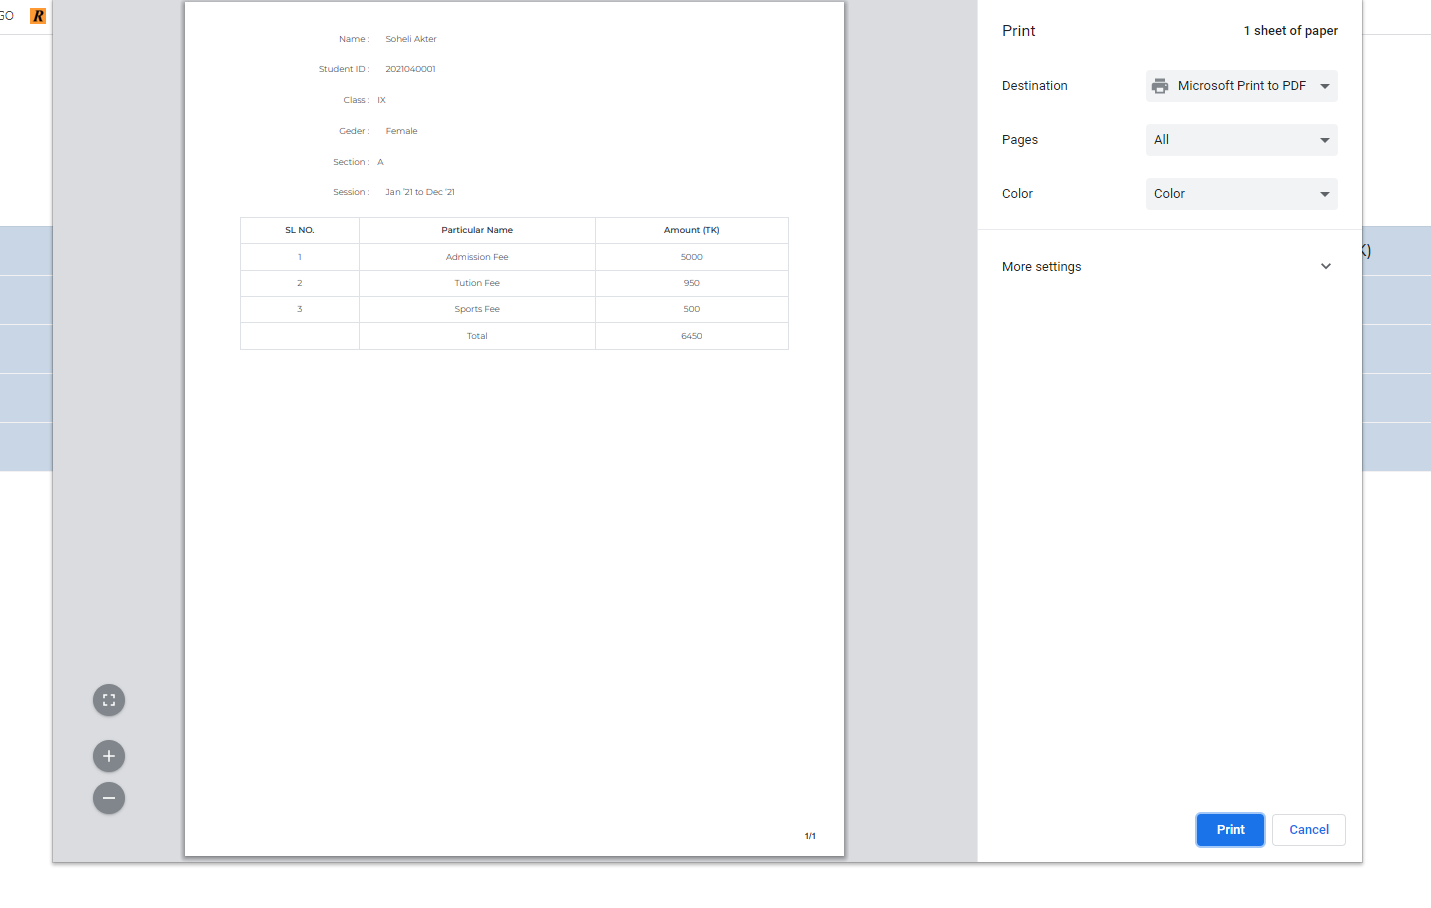 GO R
Name : Soheli Akter
Student ID : 2021040001
Class : IX
Geder : Female
Section : A
Session : Jan '21 to Dec '21
SL NO. Particular Name Amount (TK)
1 Admission Fee 5000
2 Tution Fee 950
3 Sports Fee 500
Total 6450
1/1
Print 1 sheet of paper
Destination Microsoft Print to PDF
Pages All
Color Color
More settings
Print Cancel
K)